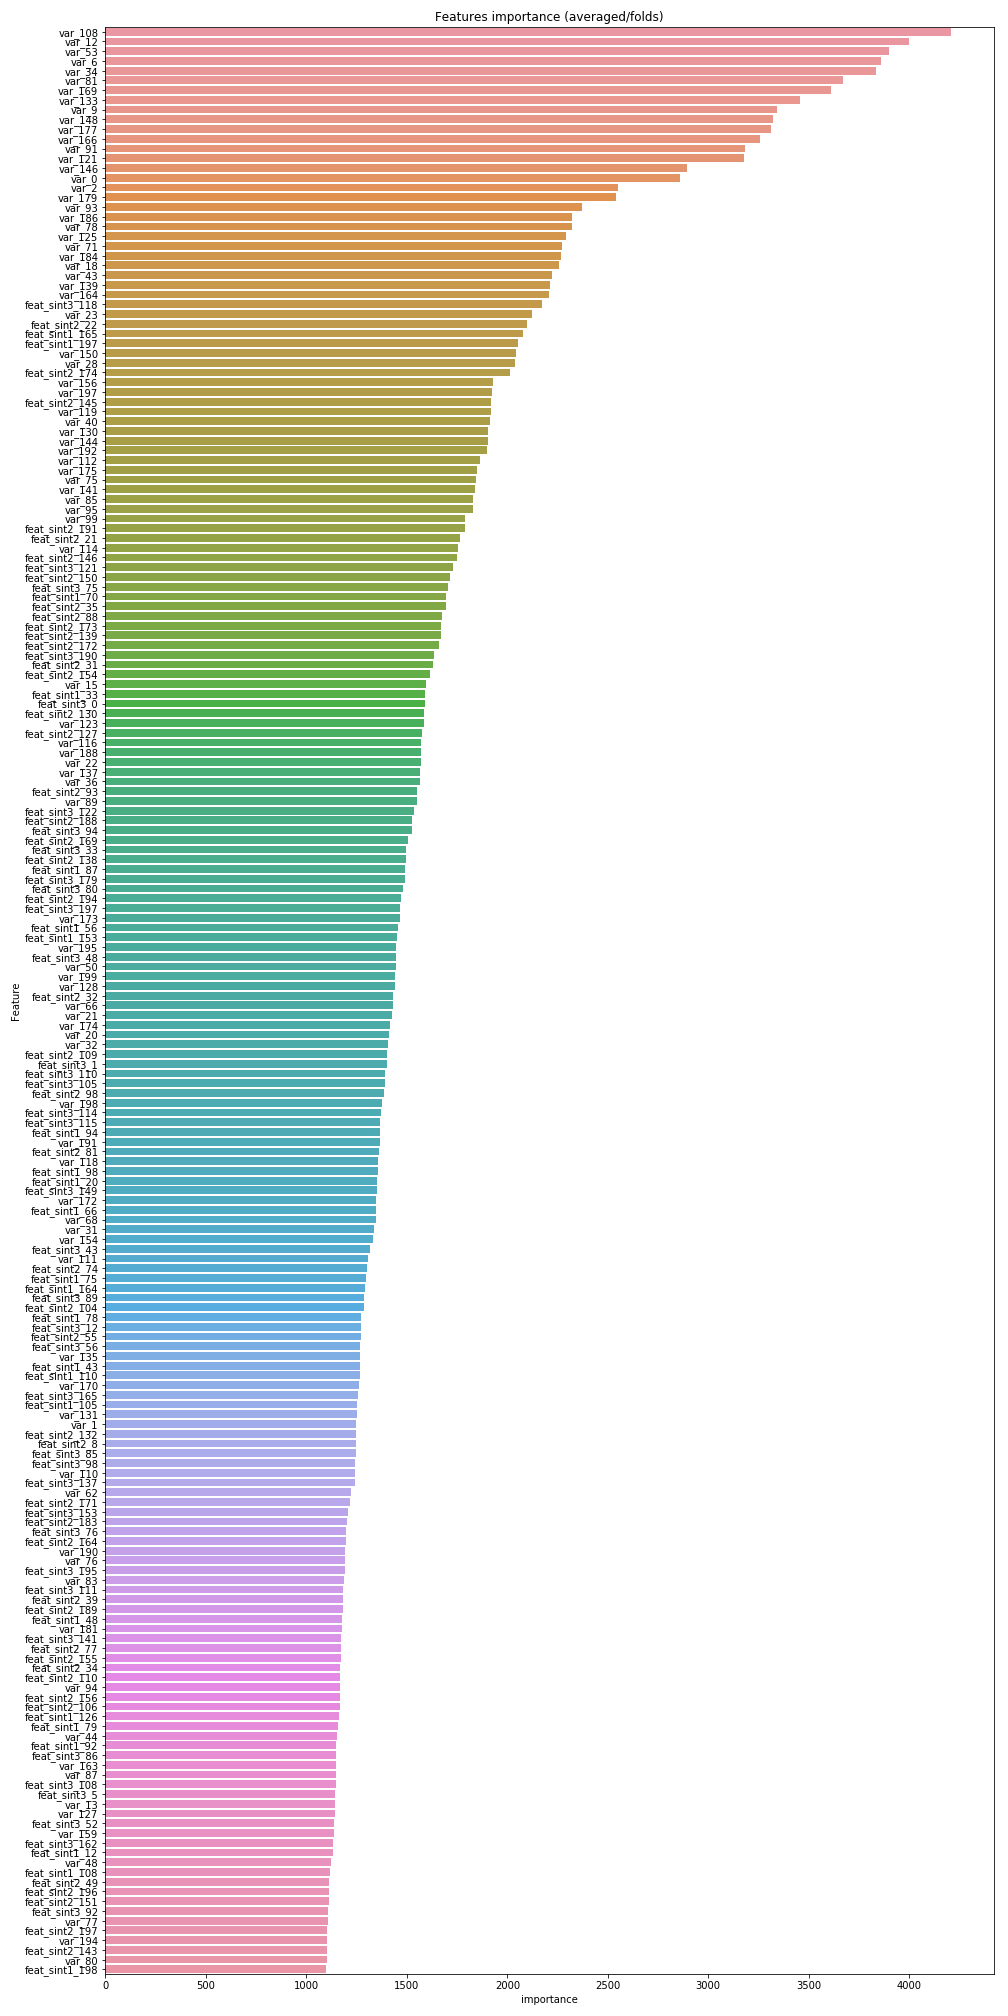 Features importance (averaged/folds)
var_108
var_12
var_53
var_6
var_34
var_81
var_169
var_133
var_9
var_148
var_177
var_166
var_91
var_121
var_146
var_0
var_2
var_179
var_93
var_186
var_78
var_125
var_71
var_184
var_18
var_43
var_139
var_164
feat_sint3_118
var_23
feat_sint2_22
feat_sint1_165
feat_sint1_197
var_150
var_28
feat_sint2_174
var_156
var_197
feat_sint2_145
var_119
var_40
var_130
var_144
var_192
var_112
var_175
var_75
var_141
var_85
var_95
var_99
feat_sint2_191
feat_sint2_21
var_114
feat_sint2_146
feat_sint3_121
feat_sint2_150
feat_sint3_75
feat_sint1_70
feat_sint2_35
feat_sint2_88
feat_sint2_173
feat_sint2_139
feat_sint2_172
feat_sint3_190
feat_sint2_31
feat_sint2_154
var_15
feat_sint1_33
feat_sint3_0
feat_sint2_130
var_123
feat_sint2_127
var_116
var_188
var_22
var_137
var_36
feat_sint2_93
var_89
feat_sint3_122
feat_sint2_188
feat_sint3_94
feat_sint2_169
feat_sint3_33
feat_sint2_138
feat_sint1_87
feat_sint3_179
feat_sint3_80
feat_sint2_194
feat_sint3_197
var_173
feat_sint1_56
feat_sint1_153
var_195
feat_sint3_48
var_50
var_199
var_128
feat_sint2_32
var_66
var_21
var_174
var_20
var_32
feat_sint2_109
feat_sint3_1
feat_sint3_110
feat_sint3_105
feat_sint2_98
var_198
feat_sint3_114
feat_sint3_115
feat_sint1_94
var_191
feat_sint2_81
var_118
feat_sint1_98
feat_sint1_20
feat_sint3_149
var_172
feat_sint1_66
var_68
var_31
var_154
feat_sint3_43
var_111
feat_sint2_74
feat_sint1_75
feat_sint1_164
feat_sint3_89
feat_sint2_104
feat_sint1_78
feat_sint3_12
feat_sint2_55
feat_sint3_56
var_135
feat_sint1_43
feat_sint1_110
var_170
feat_sint3_165
feat_sint1_105
var_131
var_1
feat_sint2_132
feat_sint2_8
feat_sint3_85
feat_sint3_98
var_110
feat_sint3_137
var_62
feat_sint2_171
feat_sint3_153
feat_sint2_183
feat_sint3_76
feat_sint2_164
var_190
var_76
feat_sint3_195
var_83
feat_sint3_111
feat_sint2_39
feat_sint2_189
feat_sint1_48
var_181
feat_sint3_141
feat_sint2_77
feat_sint2_155
feat_sint2_34
feat_sint2_110
var_94
feat_sint2_156
feat_sint2_106
feat_sint1_126
feat_sint1_79
var_44
feat_sint1_92
feat_sint3_86
var_163
var_87
feat_sint3_108
feat_sint3_5
var_13
var_127
feat_sint3_52
var_159
feat_sint3_162
feat_sint1_12
var_48
feat_sint1_108
feat_sint2_49
feat_sint2_196
feat_sint2_151
feat_sint3_92
var_77
feat_sint2_197
var_194
feat_sint2_143
var_80
feat_sint1_198
Feature
0 500 1000 1500 2000 2500 3000 3500 4000
importance